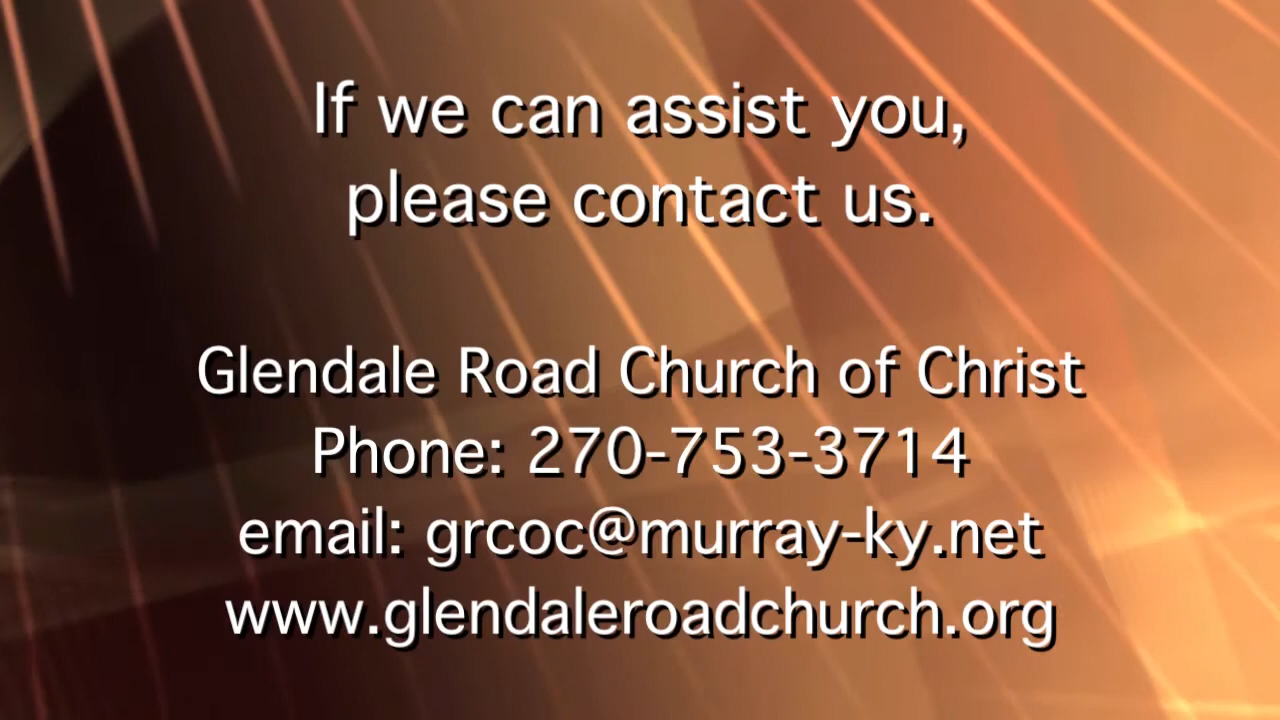 If we can assist you,
please contact us.
Glendale Road Church of Christ
Phone: 270-753-3714
email: grcoc@murray-ky.net
www.glendaleroadchurch.org